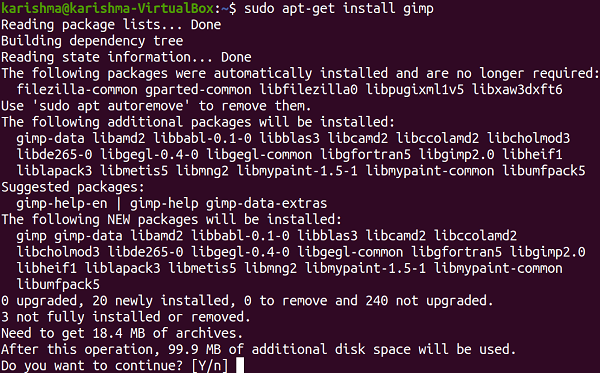 karishma@karishma-VirtualBox:~$ sudo apt-get install gimp
Reading package lists... Done
Building dependency tree
Reading state information... Done
The following packages were automatically installed and are no longer required:
  filezilla-common gparted-common libfilezilla0 libpugixml1v5 libxaw3dxft6
Use 'sudo apt autoremove' to remove them.
The following additional packages will be installed:
  gimp-data libamd2 libbabl-0.1-0 libblas3 libcamd2 libccolamd2 libcholmod3
  libde265-0 libgegl-0.4-0 libgegl-common libgfortran5 libgimp2.0 libheif1
  liblapack3 libmetis5 libmng2 libmypaint-1.5-1 libmypaint-common libumfpack5
Suggested packages:
  gimp-help-en | gimp-help gimp-data-extras
The following NEW packages will be installed:
  gimp gimp-data libamd2 libbabl-0.1-0 libblas3 libcamd2 libccolamd2
  libcholmod3 libde265-0 libgegl-0.4-0 libgegl-common libgfortran5 libgimp2.0
  libheif1 liblapack3 libmetis5 libmng2 libmypaint-1.5-1 libmypaint-common
  libumfpack5
0 upgraded, 20 newly installed, 0 to remove and 240 not upgraded.
3 not fully installed or removed.
Need to get 18.4 MB of archives.
After this operation, 99.9 MB of additional disk space will be used.
Do you want to continue? [Y/n]